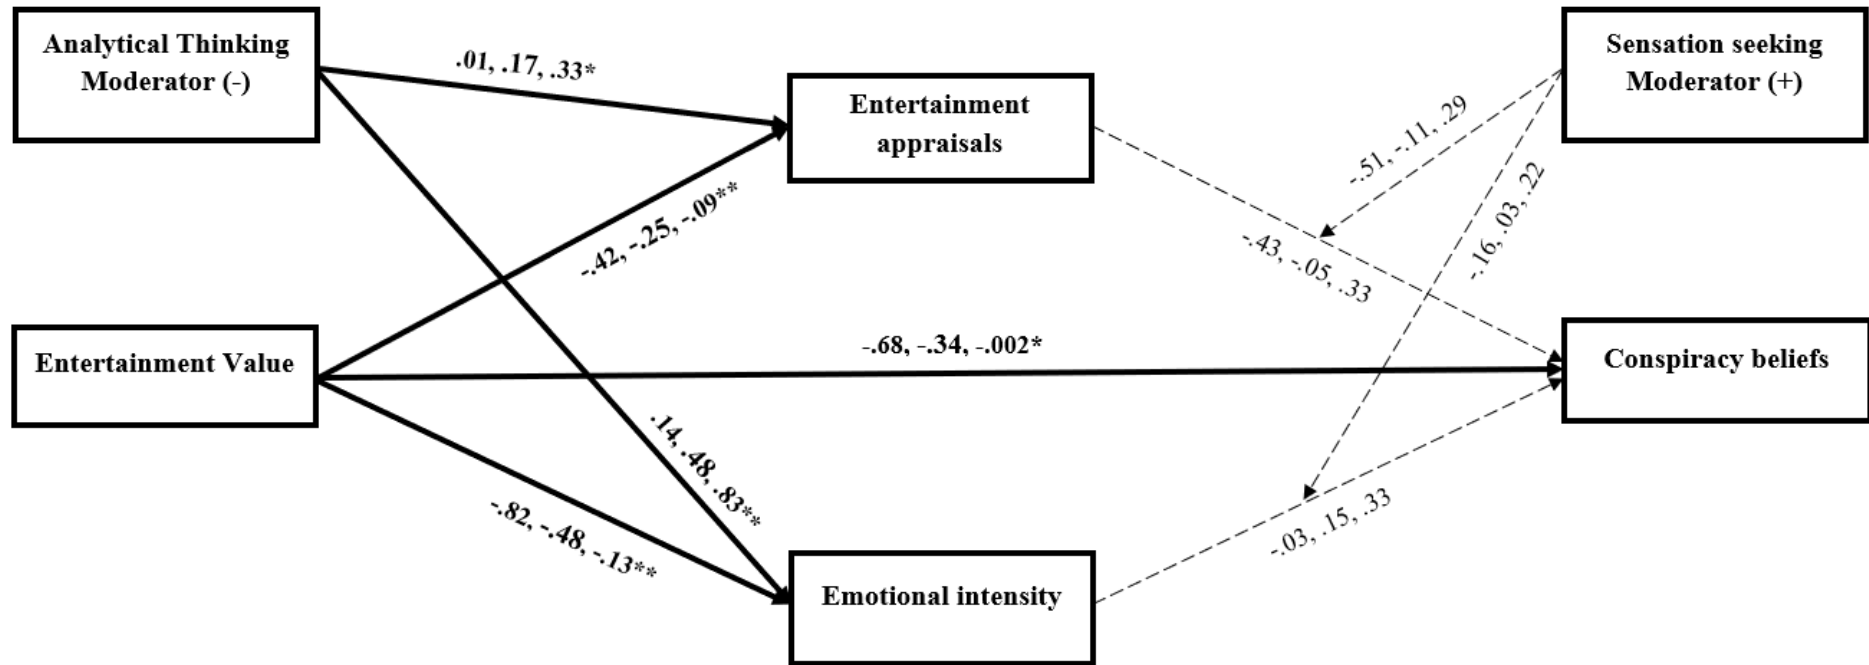 Analytical Thinking
Moderator (-)
.01, .17, .33*
Entertainment
appraisals
Sensation seeking
Moderator (+)
-.51, -.11, .29
-.16, .03, .22
-.42, -.25, -.09**
-.43, -.05, .33
Entertainment Value
-.68, -.34, -.002*
Conspiracy beliefs
.14, .48, .83**
-.82, -.48, -.13**
-.03, .15, .33
Emotional intensity